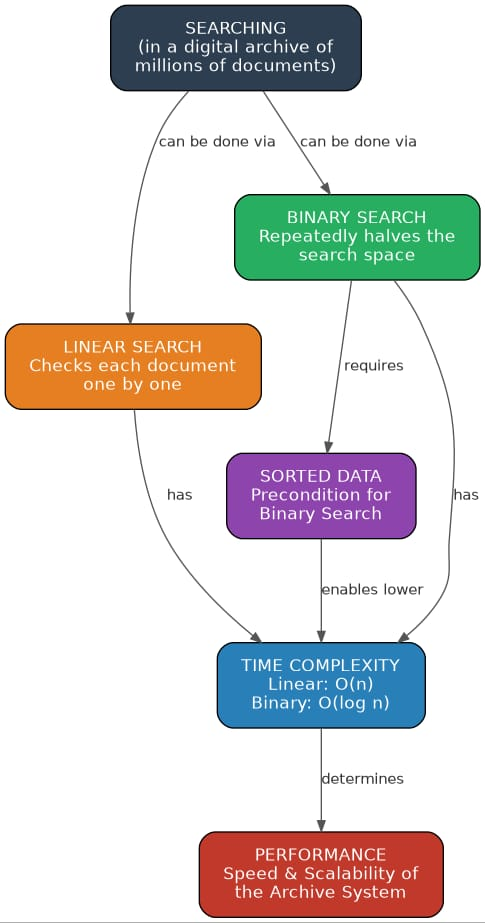 SEARCHING
(in a digital archive of
millions of documents)
can be done via
can be done via
BINARY SEARCH
Repeatedly halves the
search space
LINEAR SEARCH
Checks each document
one by one
requires
SORTED DATA
Precondition for
Binary Search
has
has
enables lower
TIME COMPLEXITY
Linear: O(n)
Binary: O(log n)
determines
PERFORMANCE
Speed & Scalability of
the Archive System